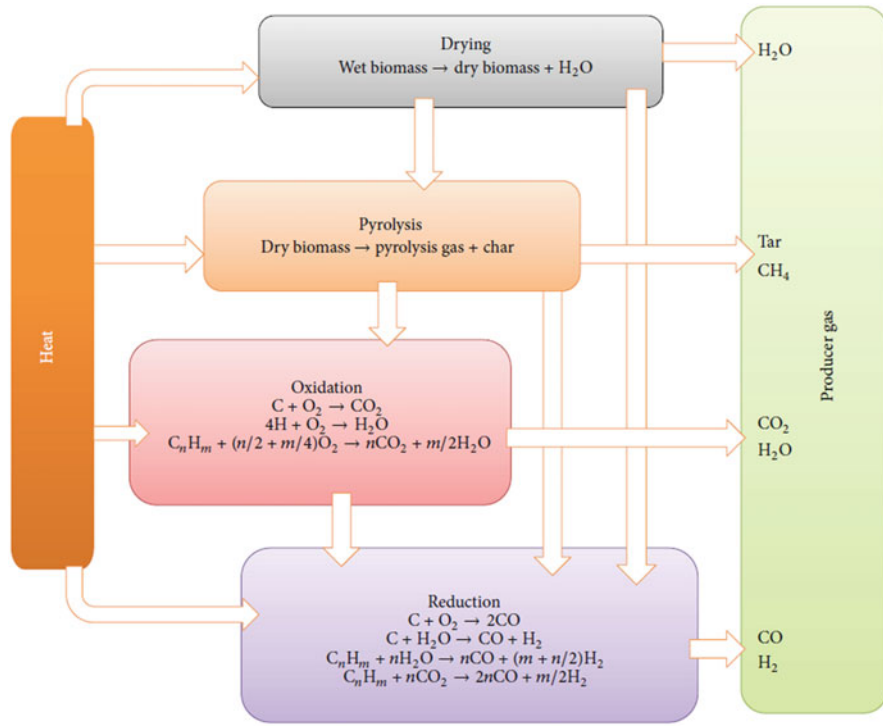 Drying
Wet biomass → dry biomass + H₂O
H₂O
Heat
Pyrolysis
Dry biomass → pyrolysis gas + char
Tar
CH₄
Producer gas
Oxidation
C + O₂ → CO₂
4H + O₂ → H₂O
CₙHₘ + (n/2 + m/4)O₂ → nCO₂ + m/2H₂O
CO₂
H₂O
Reduction
C + O₂ → 2CO
C + H₂O → CO + H₂
CₙHₘ + nH₂O → nCO + (m + n/2)H₂
CₙHₘ + nCO₂ → 2nCO + m/2H₂
CO
H₂